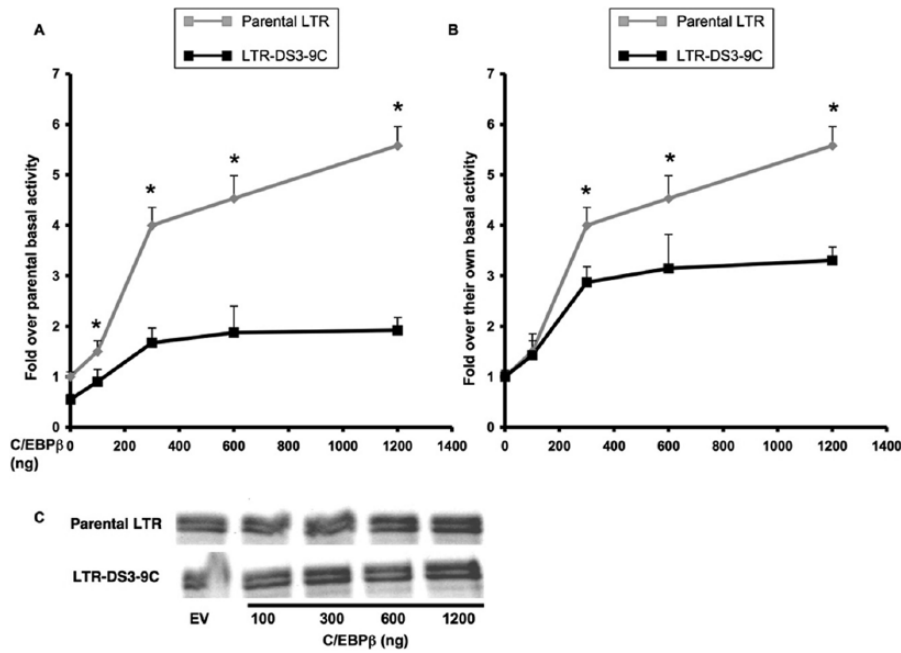 A
Parental LTR
LTR-DS3-9C
Fold over parental basal activity
7
6
5
4
3
2
1
0
*
*
*
*
0
200
400
600
800
1000
1200
1400
C/EBPβ
(ng)
B
Parental LTR
LTR-DS3-9C
Fold over their own basal activity
7
6
5
4
3
2
1
0
*
*
*
0
200
400
600
800
1000
1200
1400
C
Parental LTR
LTR-DS3-9C
EV
100
300
600
1200
C/EBPβ (ng)